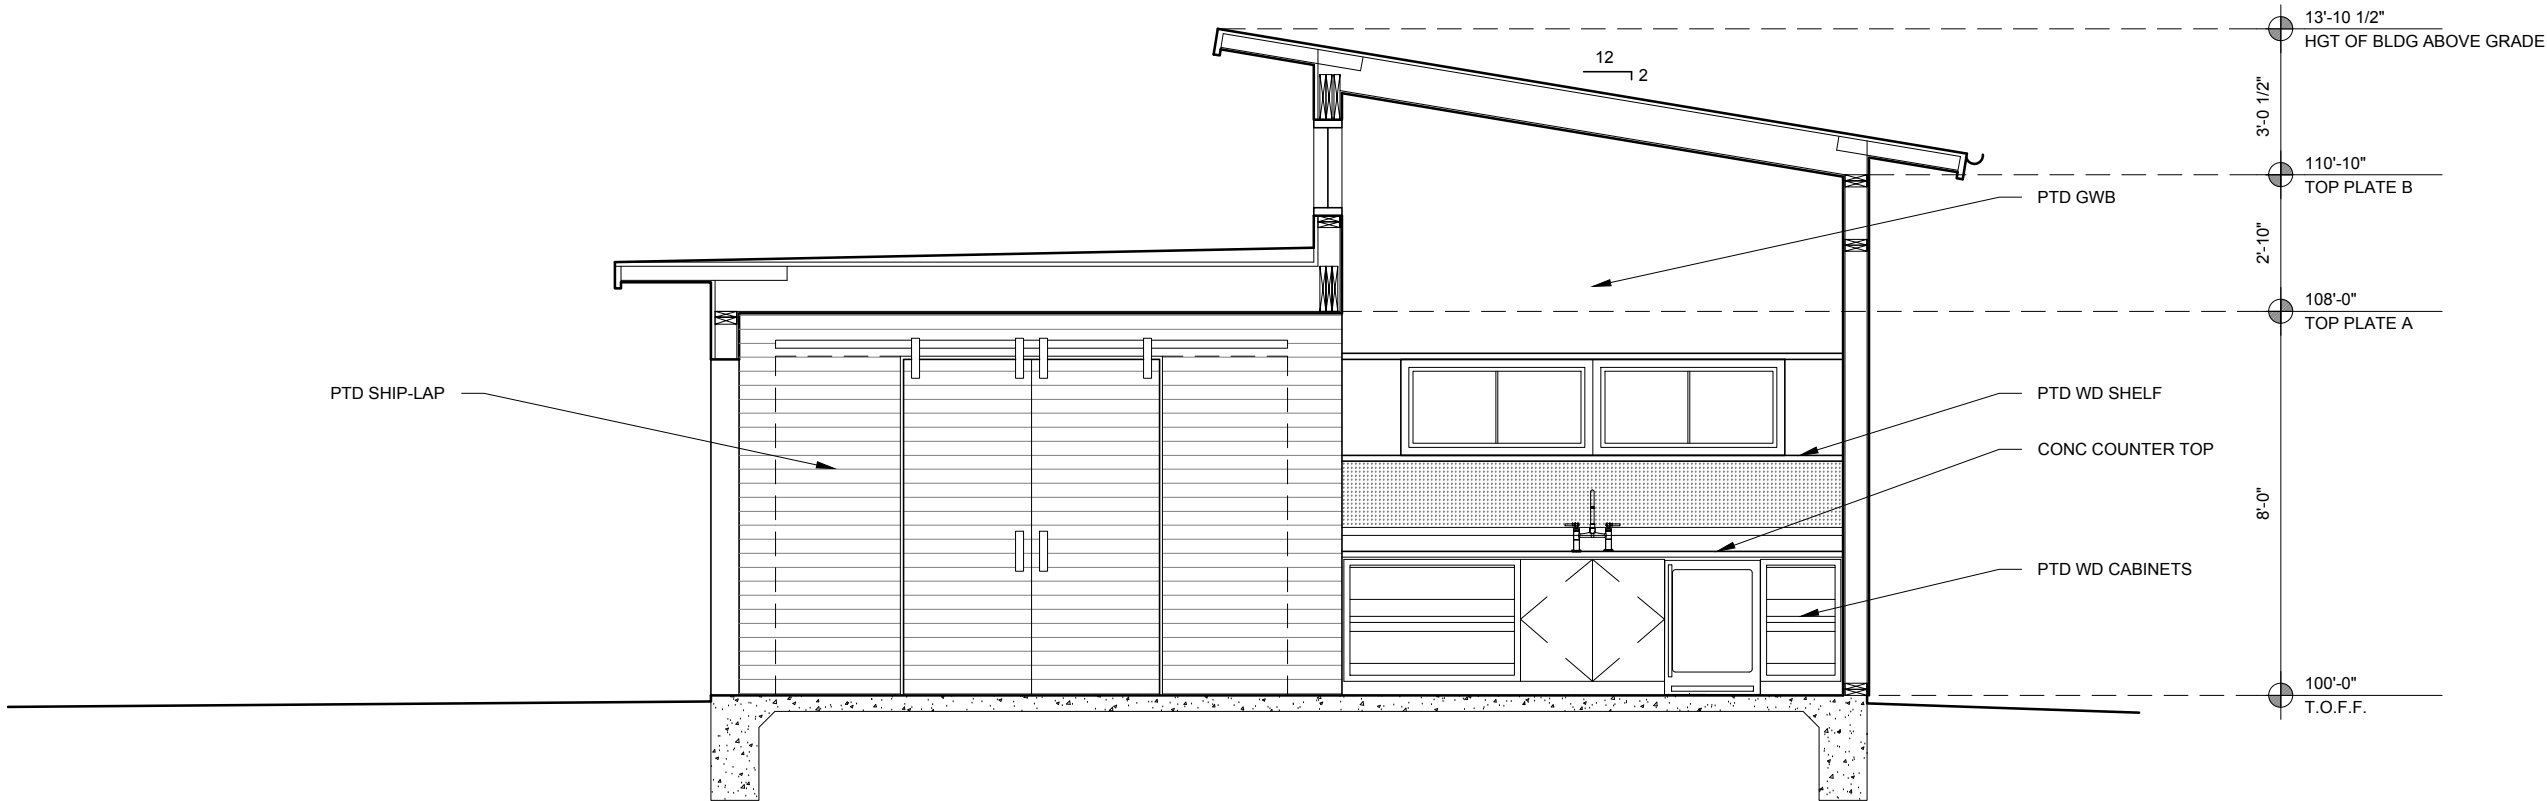 13'-10 1/2"
HGT OF BLDG ABOVE GRADE
12
2
3'-0 1/2"
110'-10"
TOP PLATE B
PTD GWB
2'-10"
108'-0"
TOP PLATE A
PTD SHIP-LAP
PTD WD SHELF
CONC COUNTER TOP
8'-0"
PTD WD CABINETS
100'-0"
T.O.F.F.